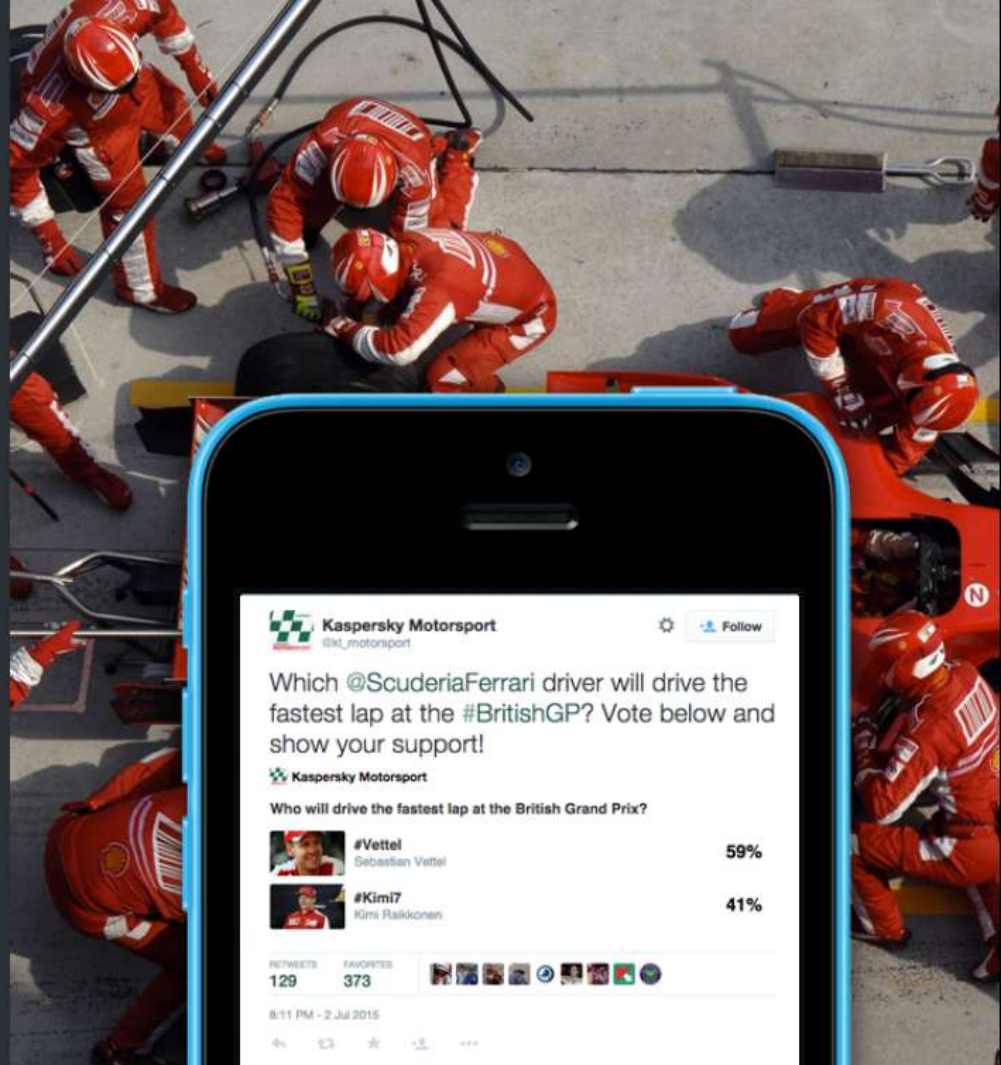 N
Kaspersky Motorsport
@kl_motorsport
Follow
Which @ScuderiaFerrari driver will drive the
fastest lap at the #BritishGP? Vote below and
show your support!
Kaspersky Motorsport
Who will drive the fastest lap at the British Grand Prix?
#Vettel
Sebastian Vettel
59%
#Kimi7
Kimi Raikkonen
41%
RETWEETS
FAVORITES
129
373
8:11 PM - 2 Jul 2015